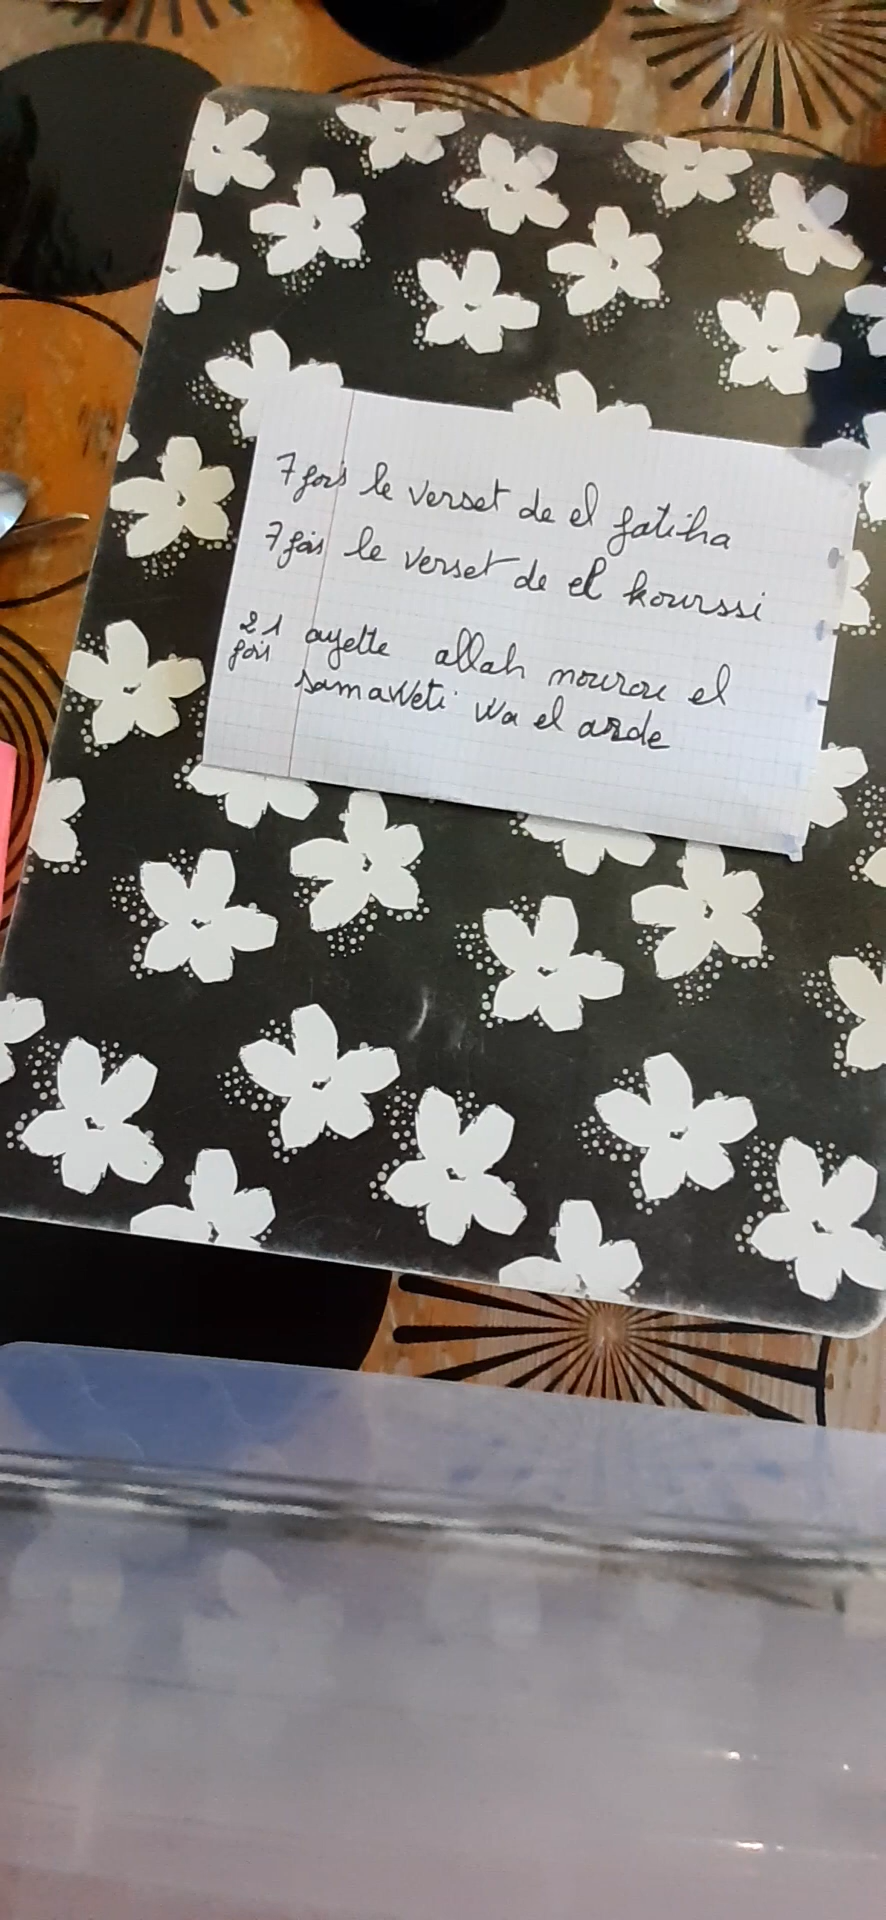 7 fois le verset de el fatiha
7 fois le verset de el kourssi
21 fois ayette allah nourou el
samaweti wa el arde